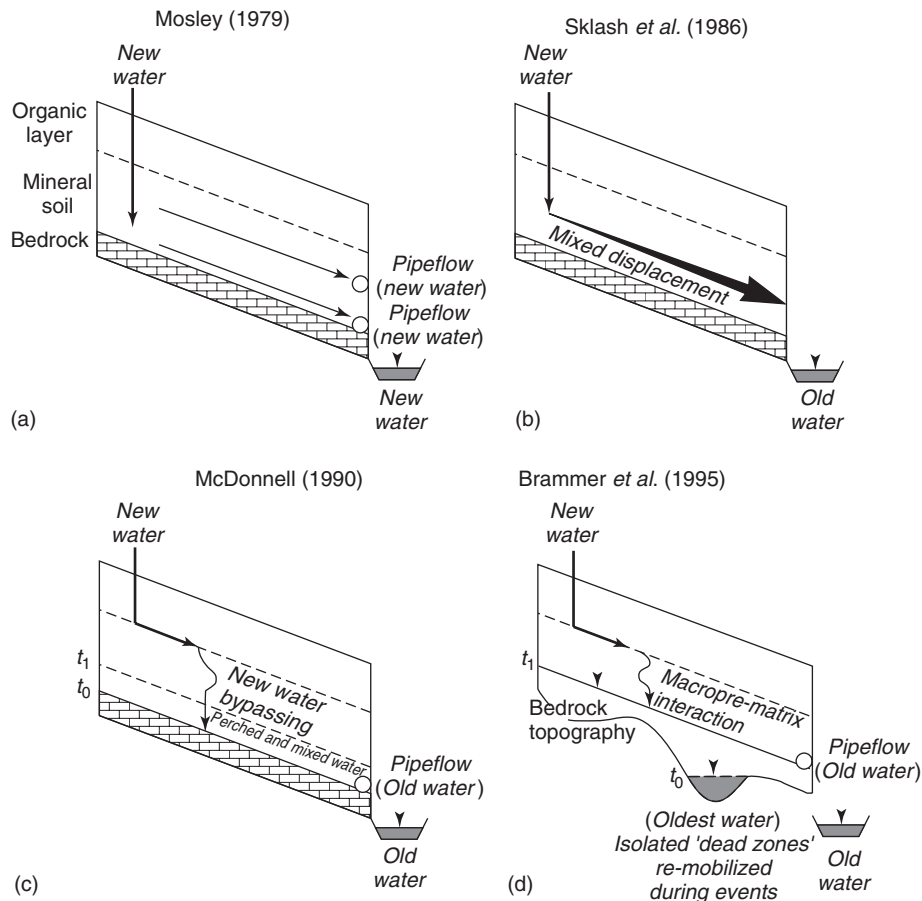 Mosley (1979)
New
water
Organic
layer
Mineral
soil
Bedrock
Pipeflow
(new water)
Pipeflow
(new water)
New
water
(a)
Sklash et al. (1986)
New
water
Mixed displacement
Old
water
(b)
McDonnell (1990)
New
water
t1
t0
New water
bypassing
Perched and mixed water
Pipeflow
(Old water)
Old
water
(c)
Brammer et al. (1995)
New
water
t1
Macropre-matrix
interaction
Bedrock
topography
Pipeflow
(Old water)
t0
(Oldest water)
Isolated 'dead zones'
re-mobilized
during events
Old
water
(d)